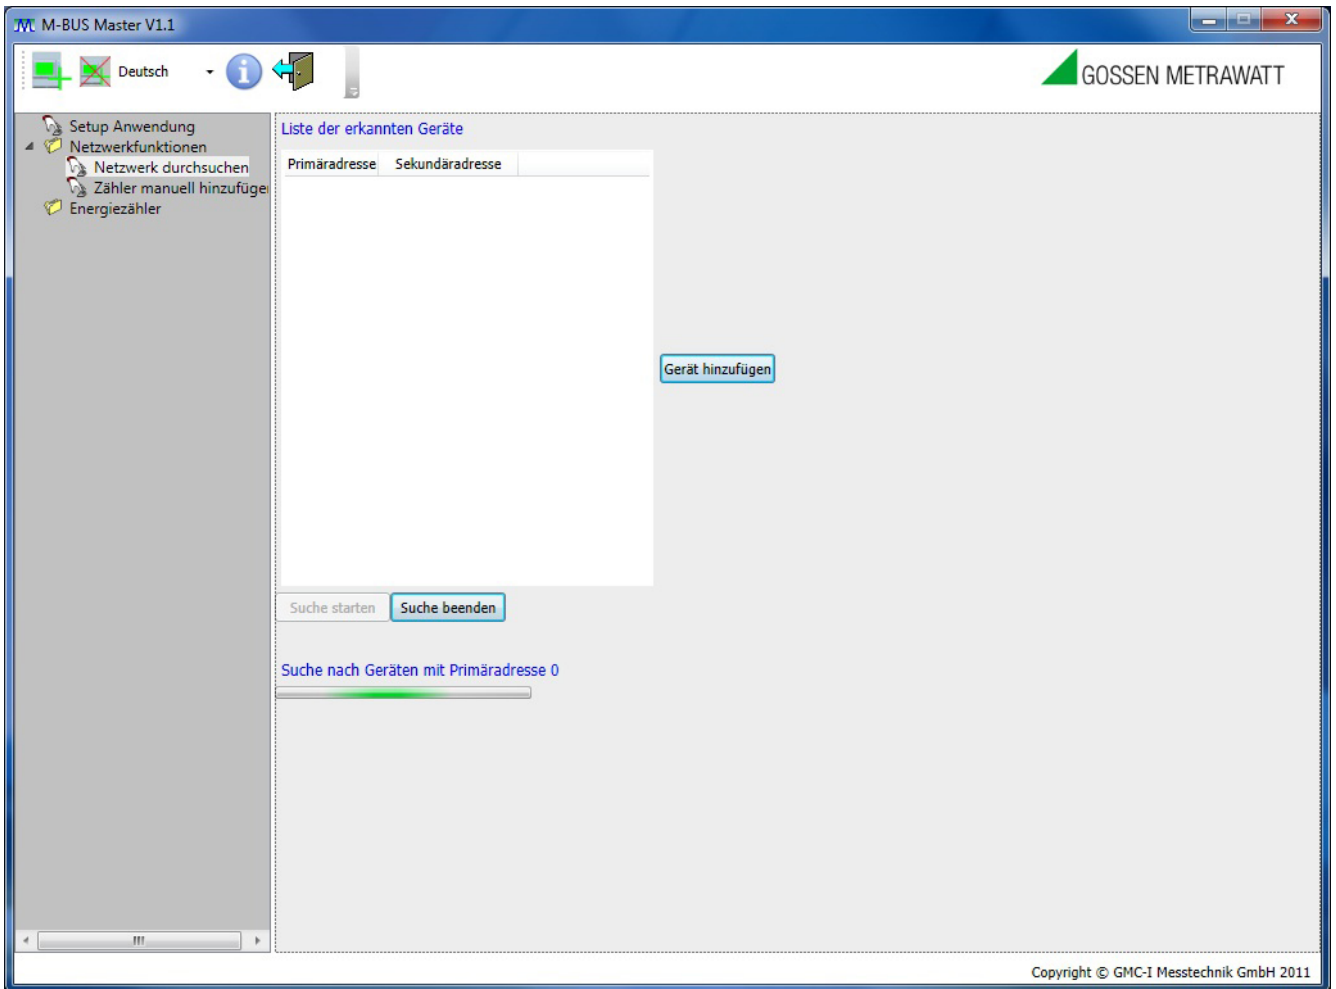 M-BUS Master V1.1
Deutsch
GOSSEN METRAWATT
Setup Anwendung
Netzwerkfunktionen
Netzwerk durchsuchen
Zähler manuell hinzufüge
Energiezähler
Liste der erkannten Geräte
Primäradresse Sekundäradresse
Gerät hinzufügen
Suche starten Suche beenden
Suche nach Geräten mit Primäradresse 0
Copyright © GMC-I Messtechnik GmbH 2011